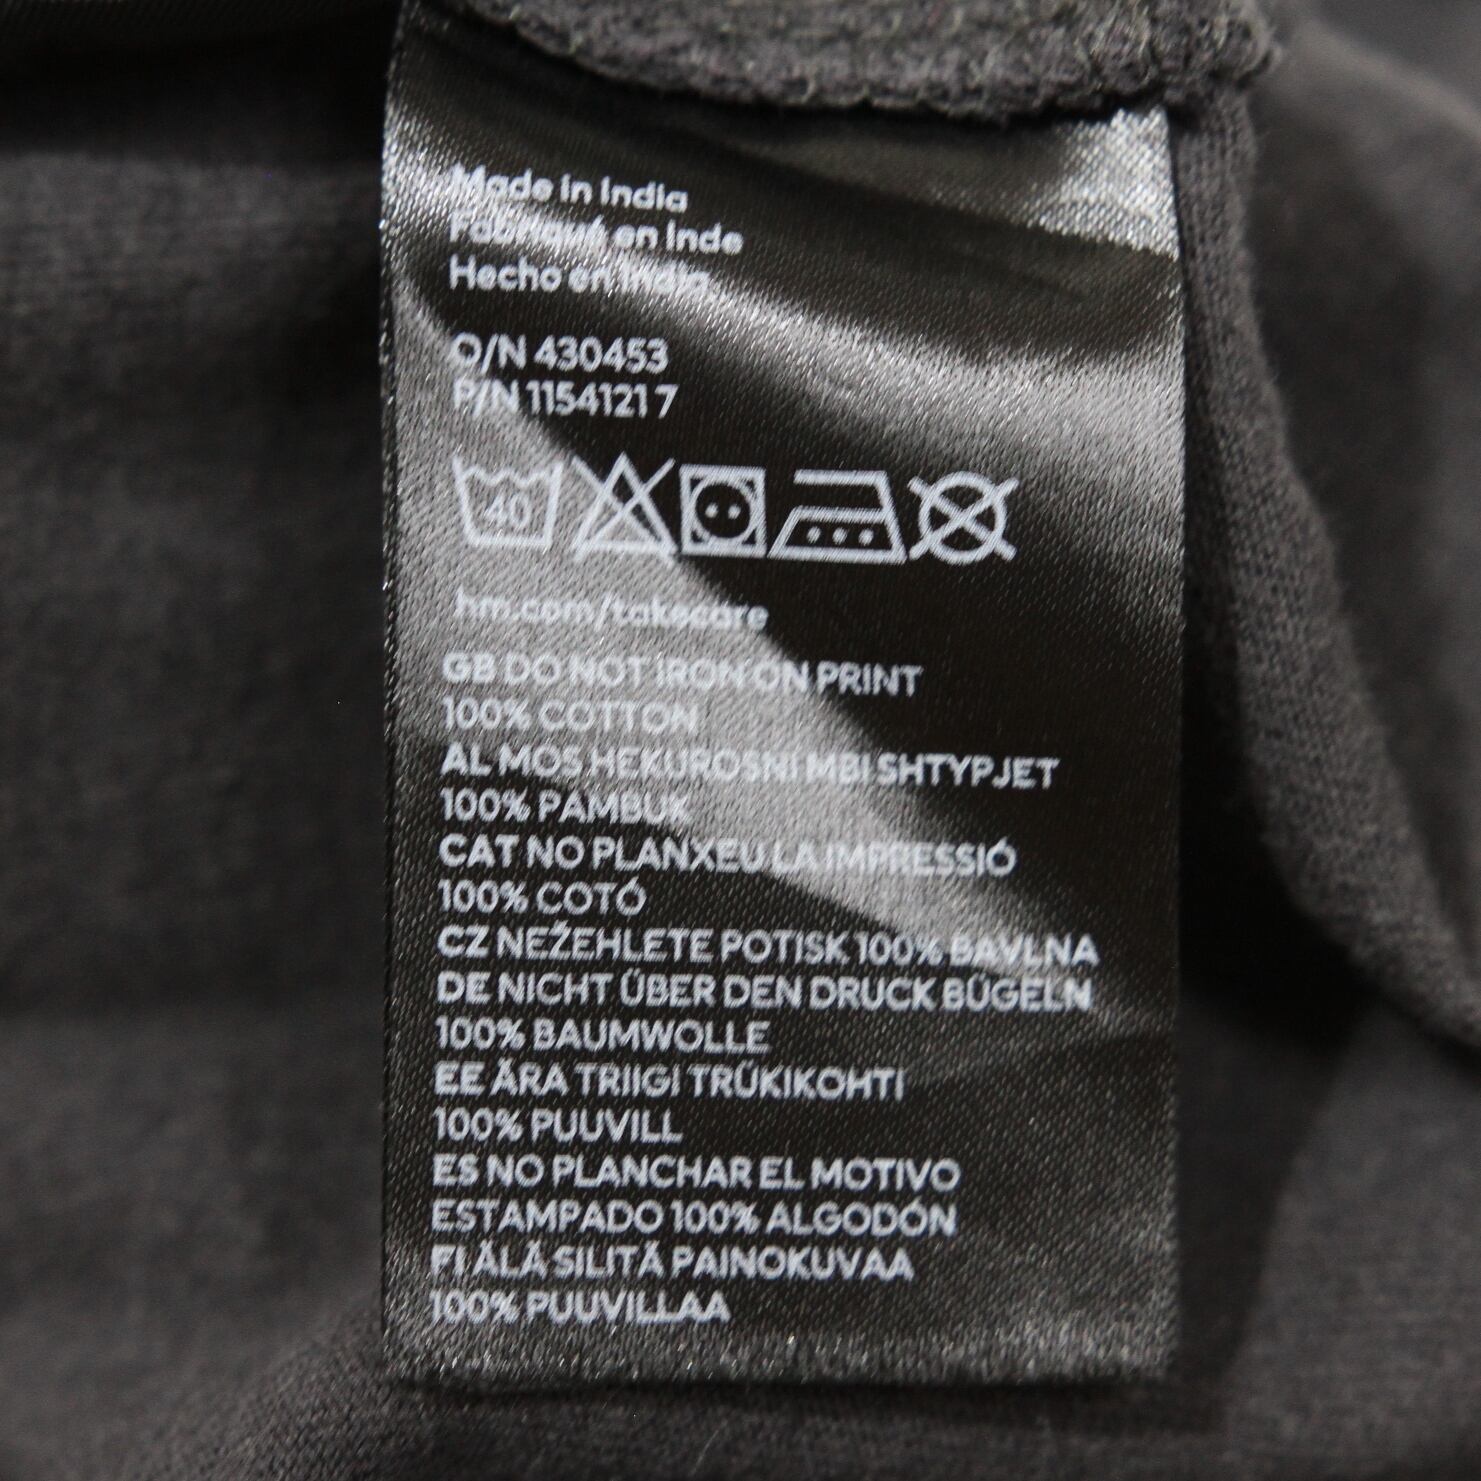 Made in India
Fabriqué en Inde
Hecho en India
O/N 430453
P/N 1154121 7
40
hm.com/takecare
GB DO NOT IRON ON PRINT
100% COTTON
AL MOS HEKUROSNI MBI SHTYPJET
100% PAMBUK
CAT NO PLANXEU LA IMPRESSIÓ
100% COTÓ
CZ NEŽEHLETE POTISK 100% BAVLNA
DE NICHT ÜBER DEN DRUCK BÜGELN
100% BAUMWOLLE
EE ÄRA TRIIGI TRÜKIKOHTI
100% PUUVILL
ES NO PLANCHAR EL MOTIVO
ESTAMPADO 100% ALGODÓN
FI ÄLÄ SILITÄ PAINOKUVAA
100% PUUVILLAA